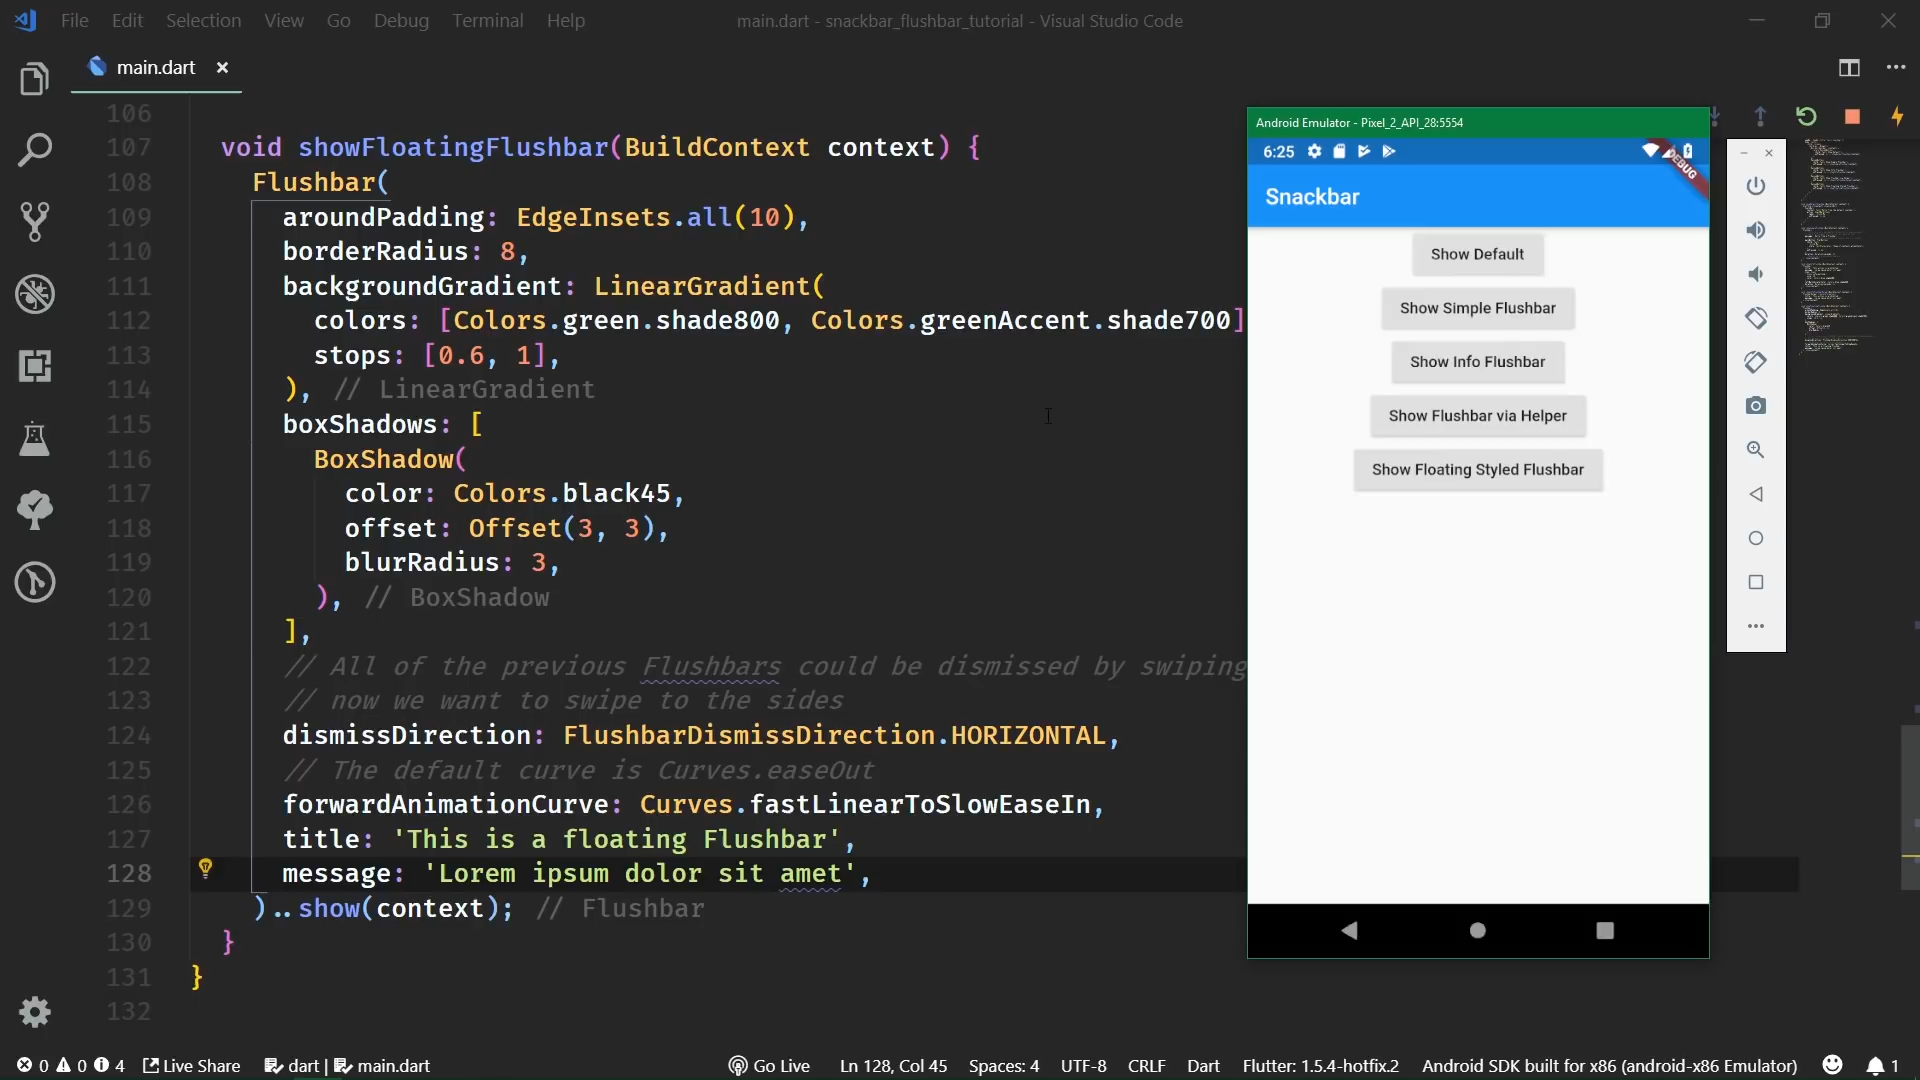 File Edit Selection View Go Debug Terminal Help
main.dart - snackbar_flushbar_tutorial - Visual Studio Code
main.dart
106
107 void showFloatingFlushbar(BuildContext context) {
108 Flushbar(
109 aroundPadding: EdgeInsets.all(10),
110 borderRadius: 8,
111 backgroundGradient: LinearGradient(
112 colors: [Colors.green.shade800, Colors.greenAccent.shade700]
113 stops: [0.6, 1],
114 ), // LinearGradient
115 boxShadows: [
116 BoxShadow(
117 color: Colors.black45,
118 offset: Offset(3, 3),
119 blurRadius: 3,
120 ), // BoxShadow
121 ],
122 // All of the previous Flushbars could be dismissed by swiping
123 // now we want to swipe to the sides
124 dismissDirection: FlushbarDismissDirection.HORIZONTAL,
125 // The default curve is Curves.easeOut
126 forwardAnimationCurve: Curves.fastLinearToSlowEaseIn,
127 title: 'This is a floating Flushbar',
128 message: 'Lorem ipsum dolor sit amet',
129 )..show(context); // Flushbar
130 }
131 }
132
Android Emulator - Pixel_2_API_28:5554
6:25
DEBUG
Snackbar
Show Default
Show Simple Flushbar
Show Info Flushbar
Show Flushbar via Helper
Show Floating Styled Flushbar
0 0 4 Live Share dart | main.dart Go Live Ln 128, Col 45 Spaces: 4 UTF-8 CRLF Dart Flutter: 1.5.4-hotfix.2 Android SDK built for x86 (android-x86 Emulator) 1